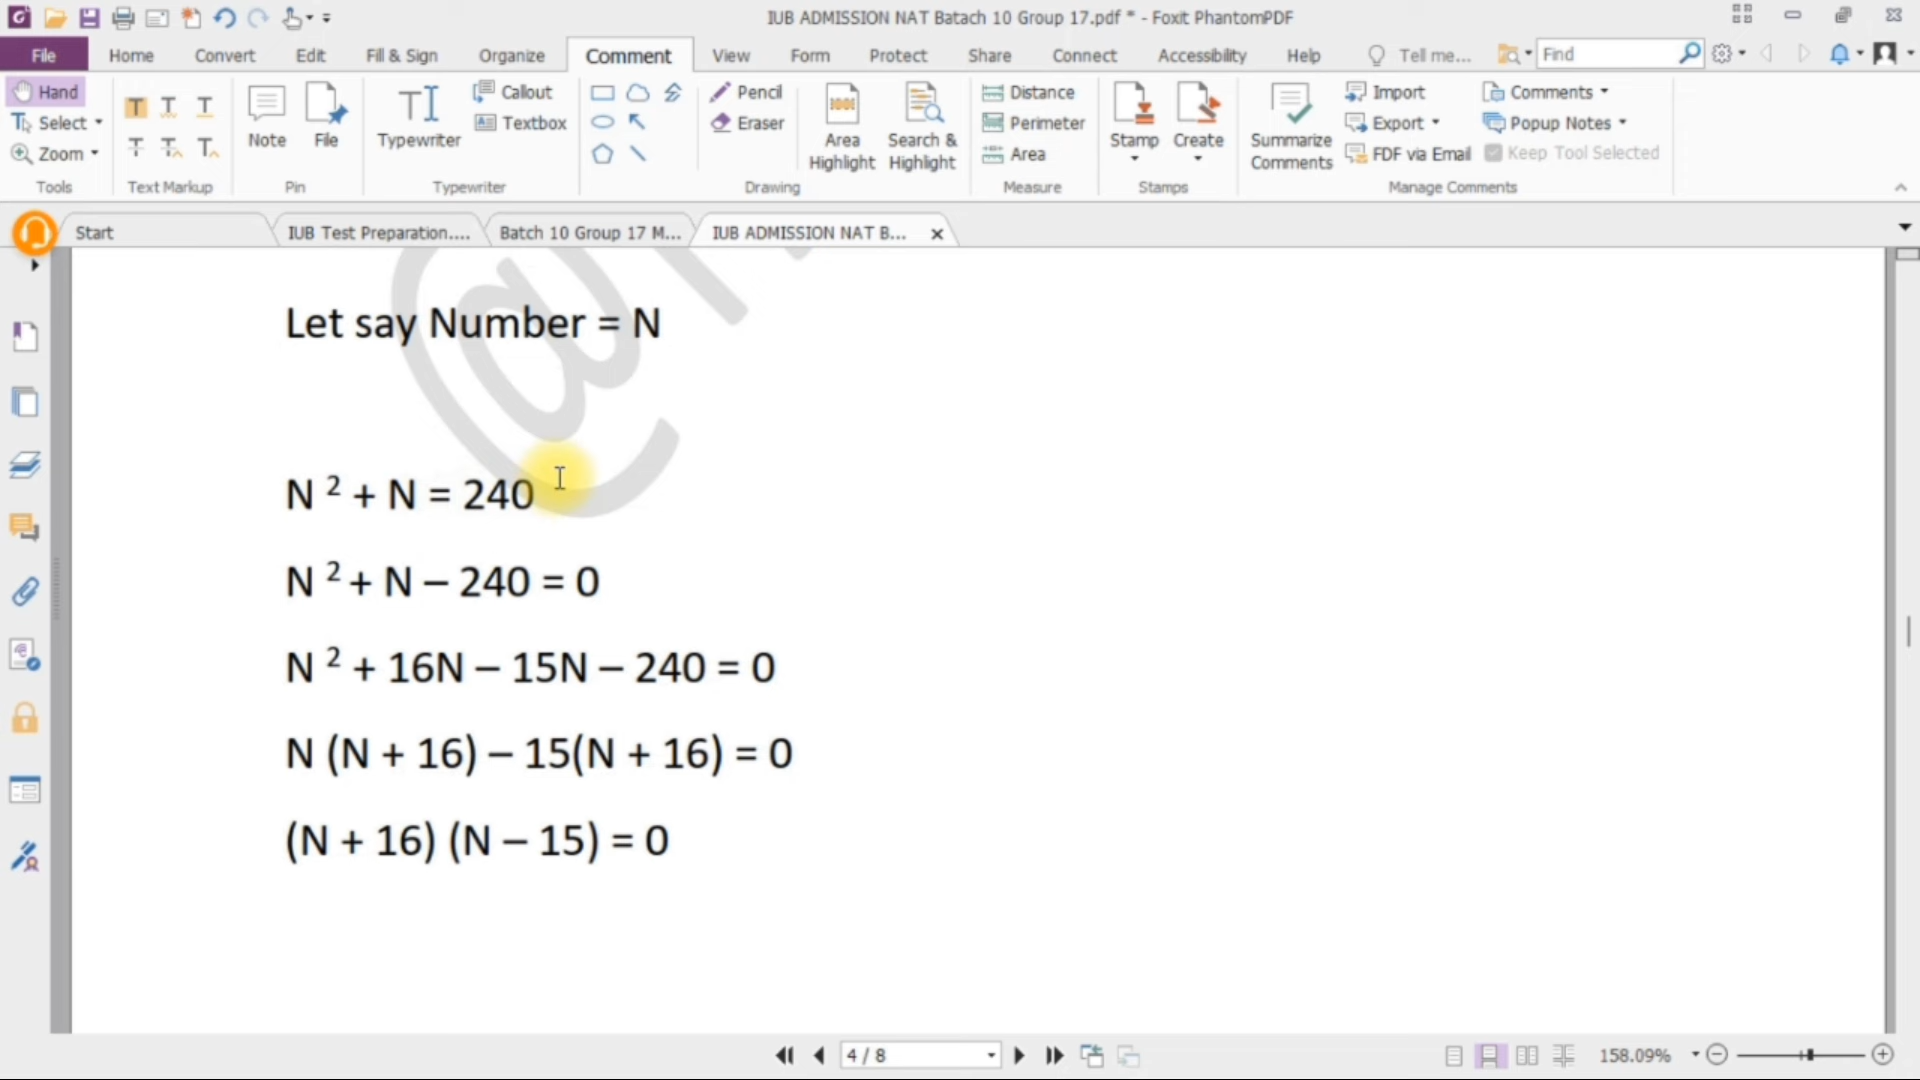 IUB ADMISSION NAT Batach 10 Group 17.pdf * - Foxit PhantomPDF
File Home Convert Edit Fill & Sign Organize Comment View Form Protect Share Connect Accessibility Help Tell me... Find
Hand
Select
Zoom
Tools
Text Markup
Note File
Pin
Typewriter
Callout
Textbox
Typewriter
Pencil
Eraser
Area Highlight
Search & Highlight
Drawing
Distance
Perimeter
Area
Measure
Stamp Create
Stamps
Summarize Comments
Import
Export
FDF via Email
Comments
Popup Notes
Keep Tool Selected
Manage Comments
Start IUB Test Preparation.... Batch 10 Group 17 M... IUB ADMISSION NAT B...
Let say Number = N
N ² + N = 240
N ² + N – 240 = 0
N ² + 16N – 15N – 240 = 0
N (N + 16) – 15(N + 16) = 0
(N + 16) (N – 15) = 0
4 / 8
158.09%